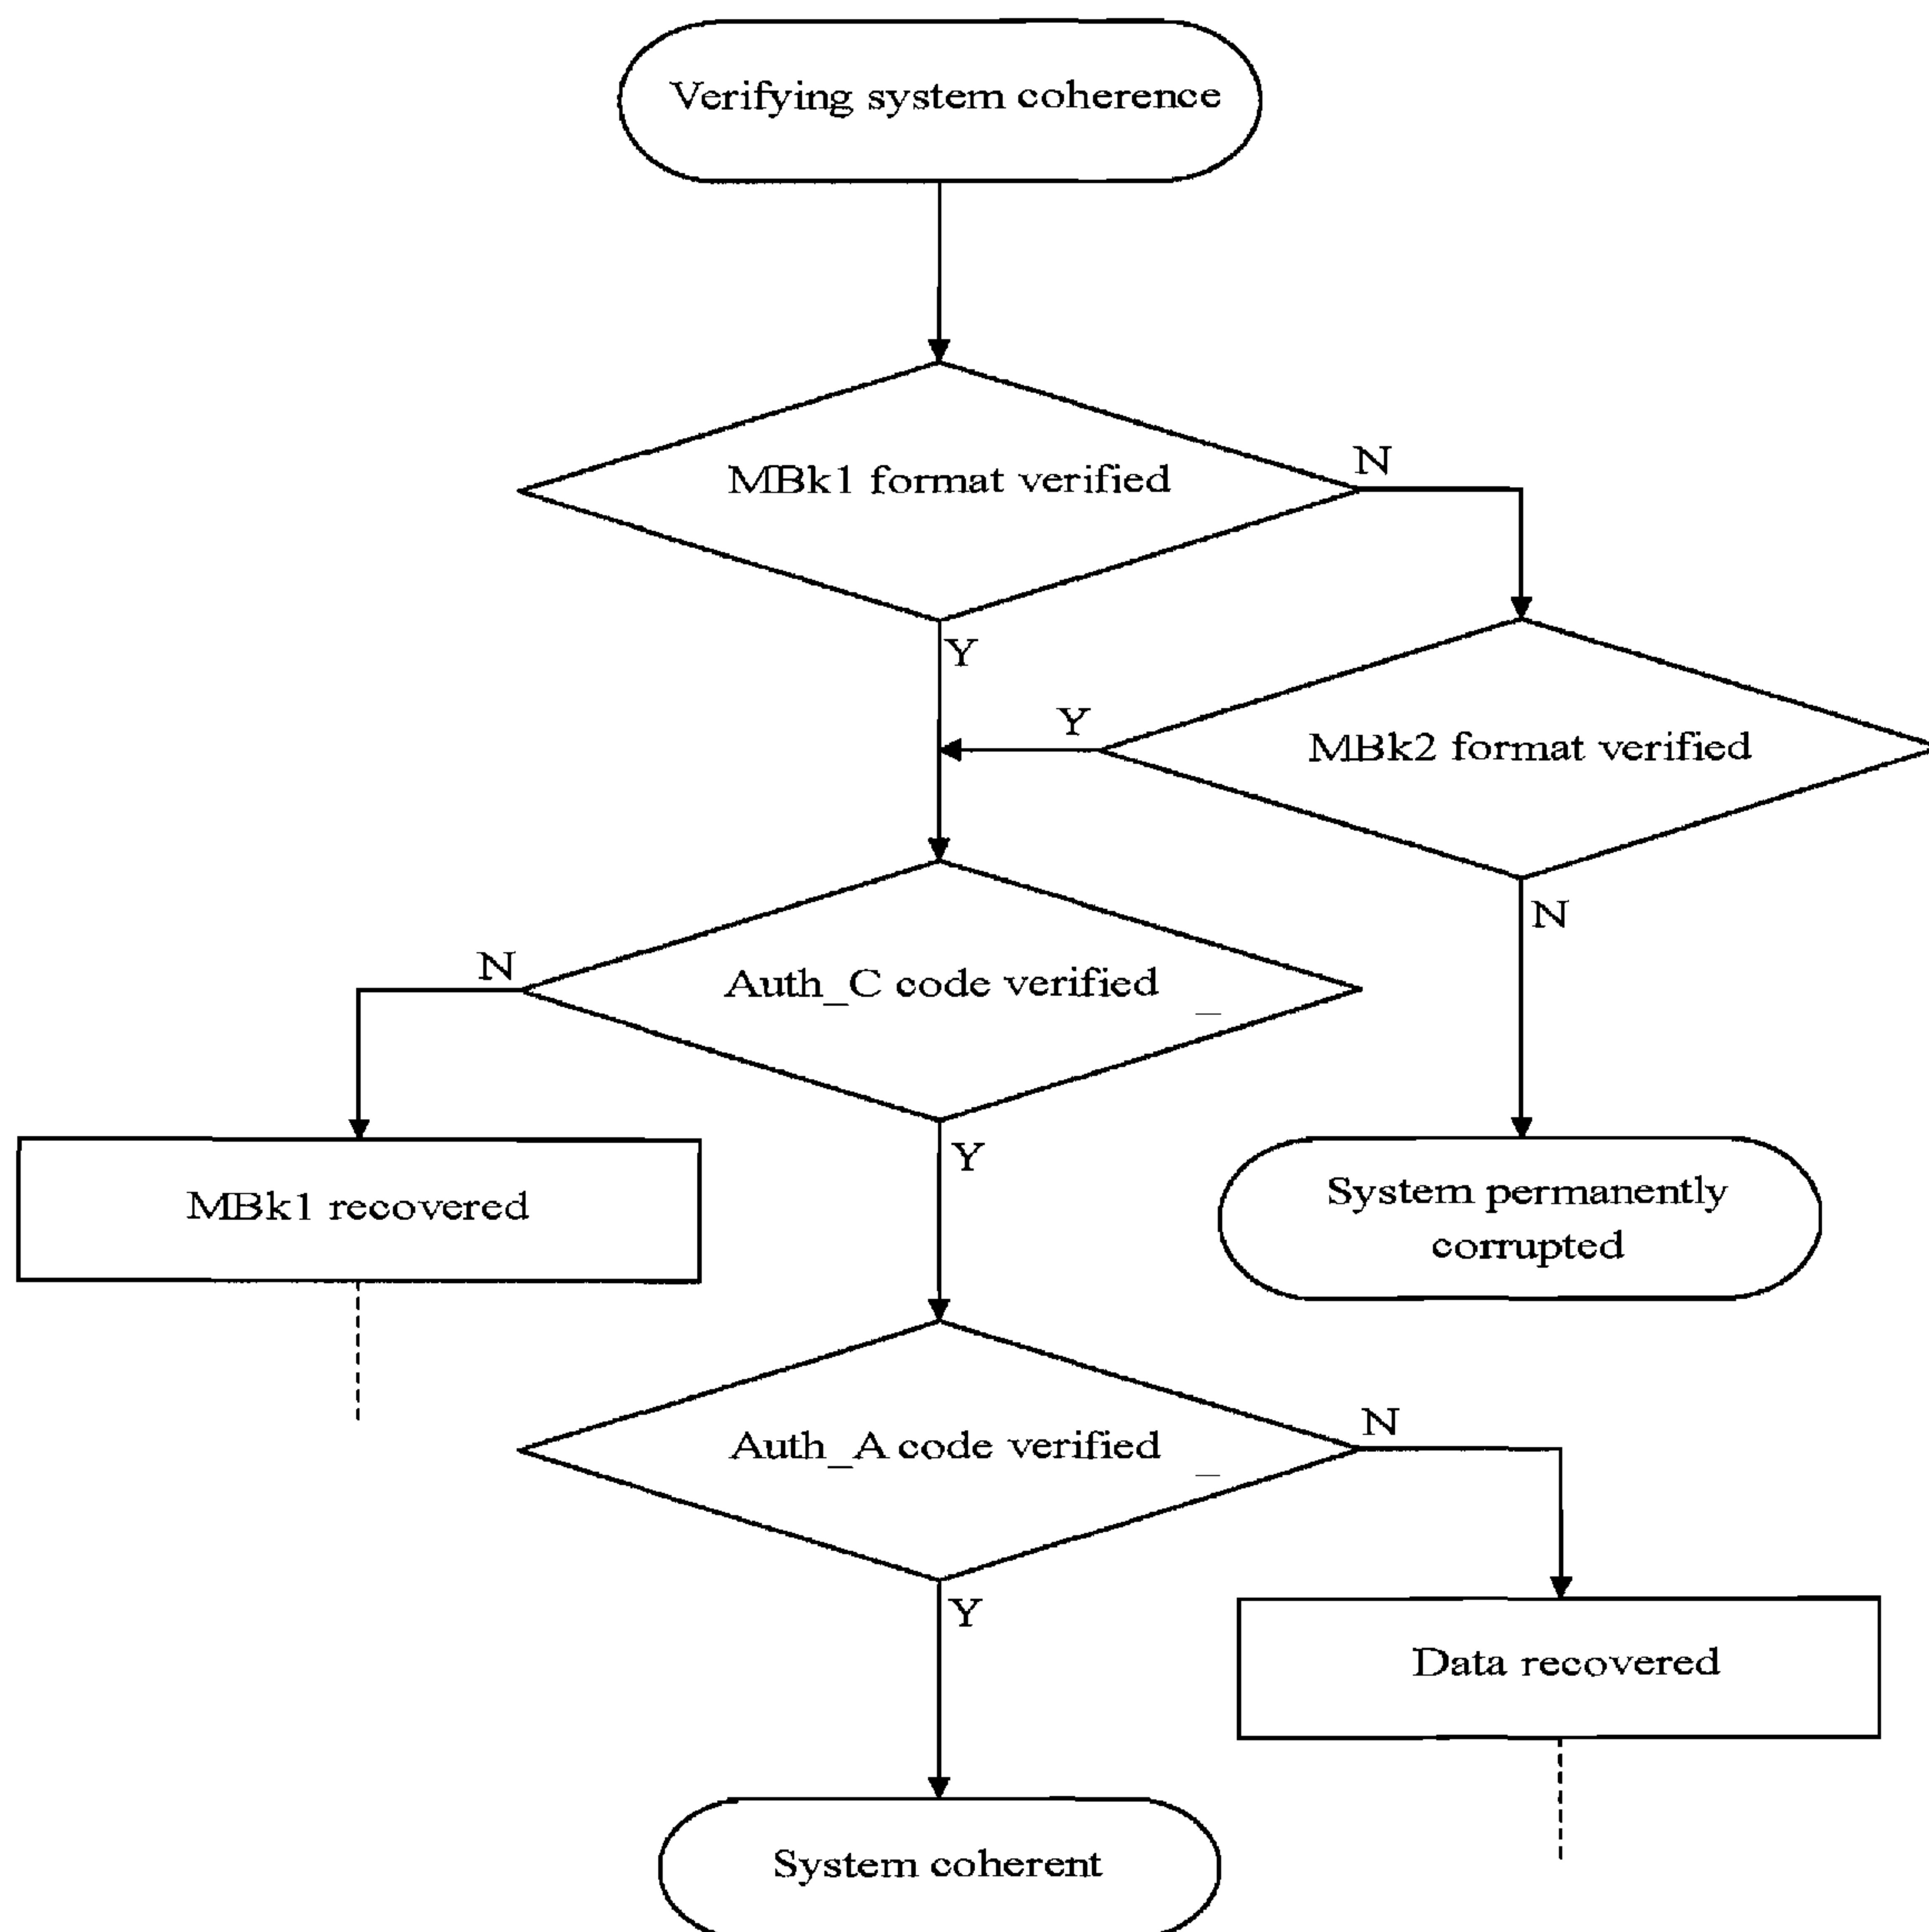 Verifying system coherence
MBk1 format verified
N
Y
Y
MBk2 format verified
N
N
Auth_C code verified _
Y
MBk1 recovered
System permanently
corrupted
N
Auth_A code verified _
Y
Data recovered
System coherent